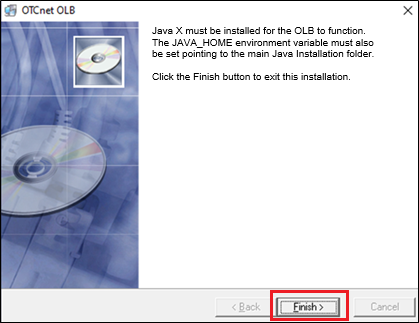 OTCnet OLB
Java X must be installed for the OLB to function.
The JAVA_HOME environment variable must also
be set pointing to the main Java Installation folder.
Click the Finish button to exit this installation.
< Back
Finish >
Cancel